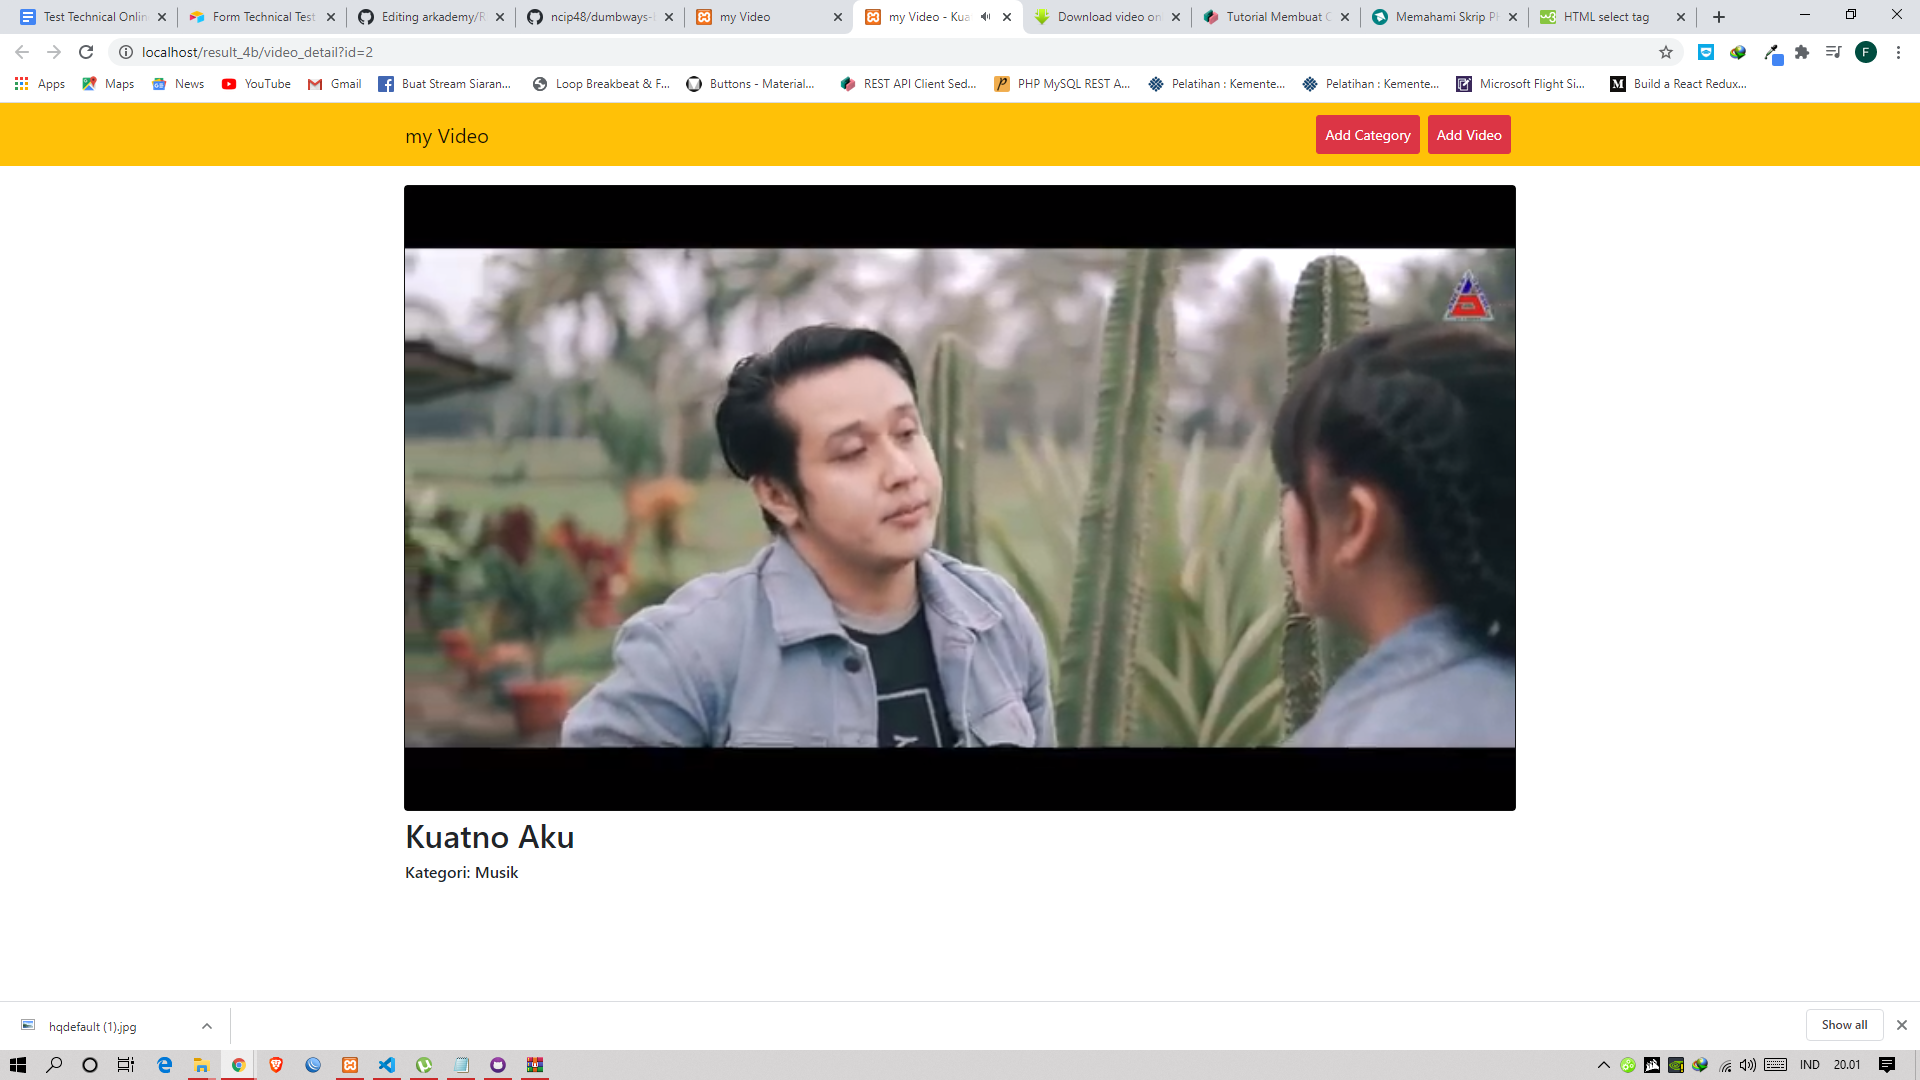 Test Technical Onlin
Form Technical Test
Editing arkademy/R
ncip48/dumbways-
my Video
my Video - Kua
Download video on
Tutorial Membuat C
Memahami Skrip P
HTML select tag
localhost/result_4b/video_detail?id=2
F
Apps
Maps
News
YouTube
Gmail
Buat Stream Siaran...
Loop Breakbeat & F...
Buttons - Material...
REST API Client Sed...
PHP MySQL REST A...
Pelatihan : Kemente...
Pelatihan : Kemente...
Microsoft Flight Si...
Build a React Redux...
my Video
Add Category
Add Video
Kuatno Aku
Kategori: Musik
hqdefault (1).jpg
Show all
IND
20.01